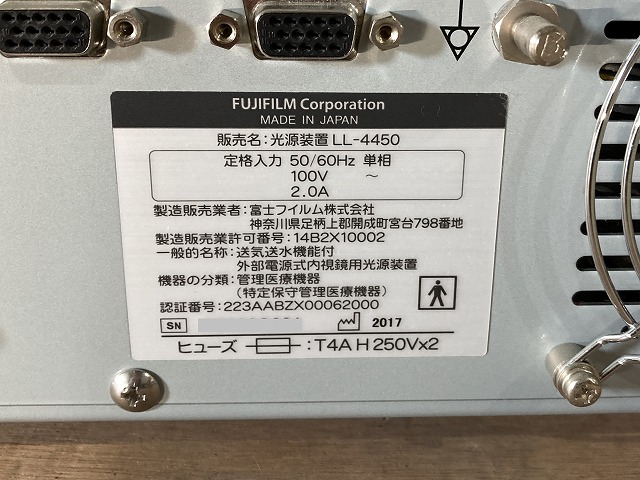 FUJIFILM Corporation
MADE IN JAPAN
販売名:光源装置 LL-4450
定格入力 50/60Hz 単相
100V ~
2.0A
製造販売業者:富士フイルム株式会社
神奈川県足柄上郡開成町宮台798番地
製造販売業許可番号:14B2X10002
一般的名称:送気送水機能付
外部電源式内視鏡用光源装置
機器の分類:管理医療機器
(特定保守管理医療機器)
認証番号:223AABZX00062000
SN
2017
ヒューズ :T4A H 250Vx2